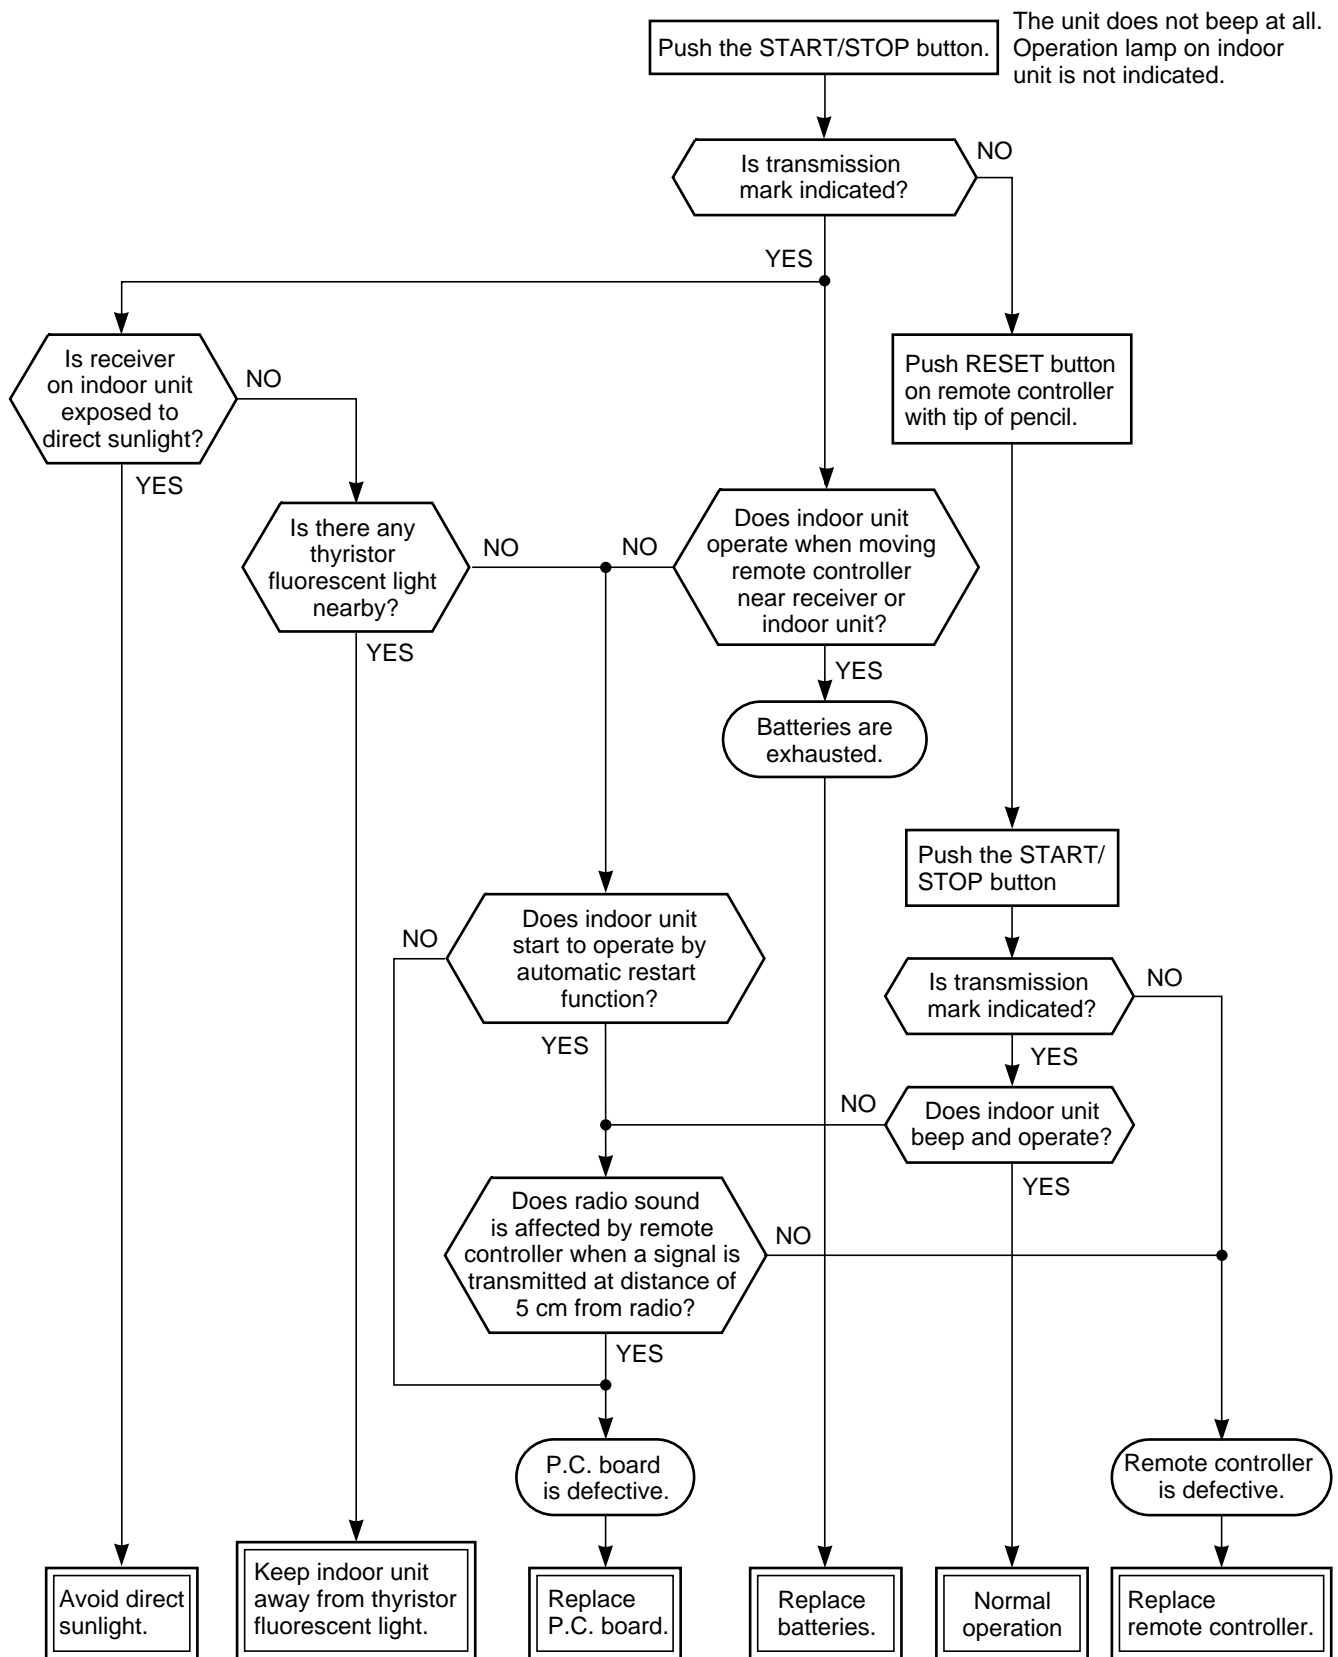 Push the START/STOP button.
The unit does not beep at all.
Operation lamp on indoor
unit is not indicated.
Is transmission
mark indicated?
NO
YES
Is receiver
on indoor unit
exposed to
direct sunlight?
NO
YES
Push RESET button
on remote controller
with tip of pencil.
Is there any
thyristor
fluorescent light
nearby?
NO
YES
NO
Does indoor unit
operate when moving
remote controller
near receiver or
indoor unit?
YES
Batteries are
exhausted.
Push the START/
STOP button
NO
Does indoor unit
start to operate by
automatic restart
function?
YES
Is transmission
mark indicated?
NO
YES
NO
Does indoor unit
beep and operate?
YES
Does radio sound
is affected by remote
controller when a signal is
transmitted at distance of
5 cm from radio?
NO
YES
P.C. board
is defective.
Remote controller
is defective.
Avoid direct
sunlight.
Keep indoor unit
away from thyristor
fluorescent light.
Replace
P.C. board.
Replace
batteries.
Normal
operation
Replace
remote controller.